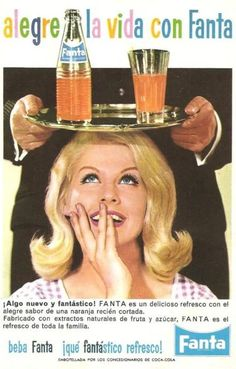 alegre la vida con Fanta
Fanta
¡Algo nuevo y fantástico! FANTA es un delicioso refresco con el
alegre sabor de una naranja recién cortada.
Fabricado con extractos naturales de fruta y azúcar, FANTA es el
refresco de toda la familia.
Fanta
beba Fanta ¡qué fantástico refresco!
EMBOTELLADA POR LOS CONCESIONARIOS DE COCA-COLA